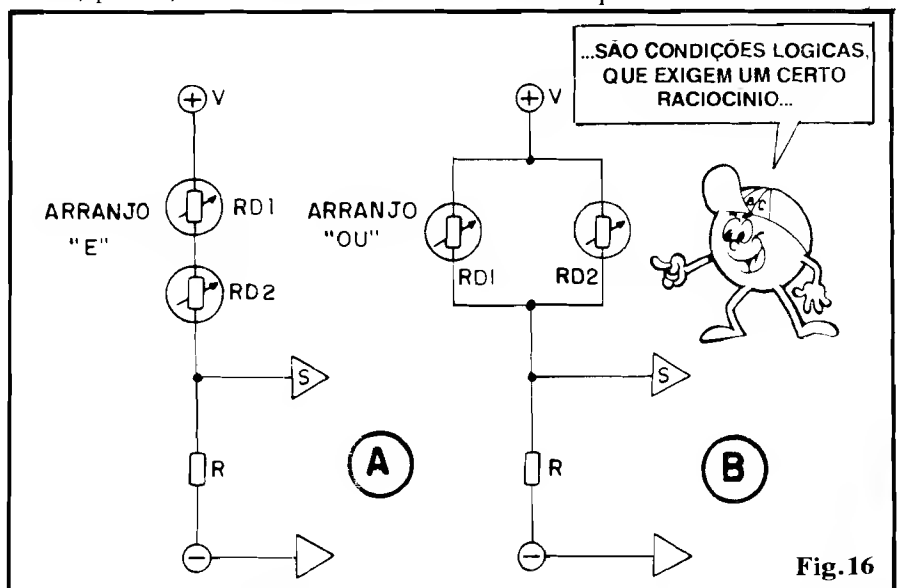 ...SÃO CONDIÇÕES LOGICAS,
QUE EXIGEM UM CERTO
RACIOCINIO...
+ V
ARRANJO
"E"
RD1
RD2
S
R
A
−
+ V
ARRANJO
"OU"
RD1
RD2
S
R
B
−
Fig.16